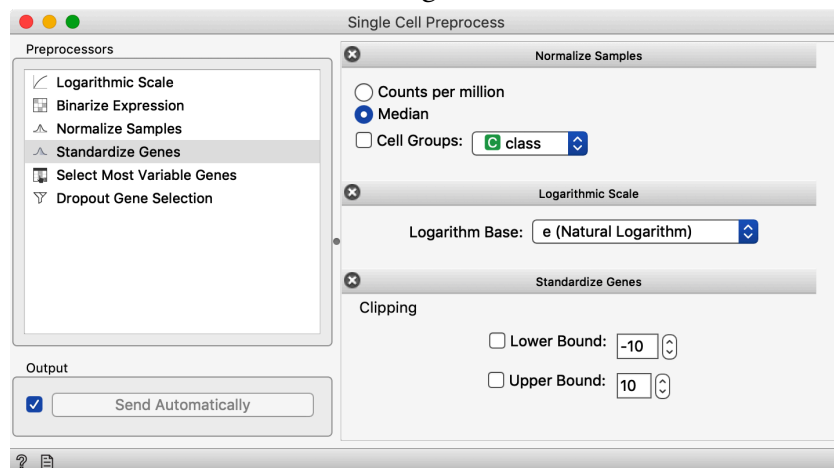 Single Cell Preprocess
Preprocessors
Logarithmic Scale
Binarize Expression
Normalize Samples
Standardize Genes
Select Most Variable Genes
Dropout Gene Selection
Output
Send Automatically
Normalize Samples
Counts per million
Median
Cell Groups: C class
Logarithmic Scale
Logarithm Base: e (Natural Logarithm)
Standardize Genes
Clipping
Lower Bound: -10
Upper Bound: 10
?